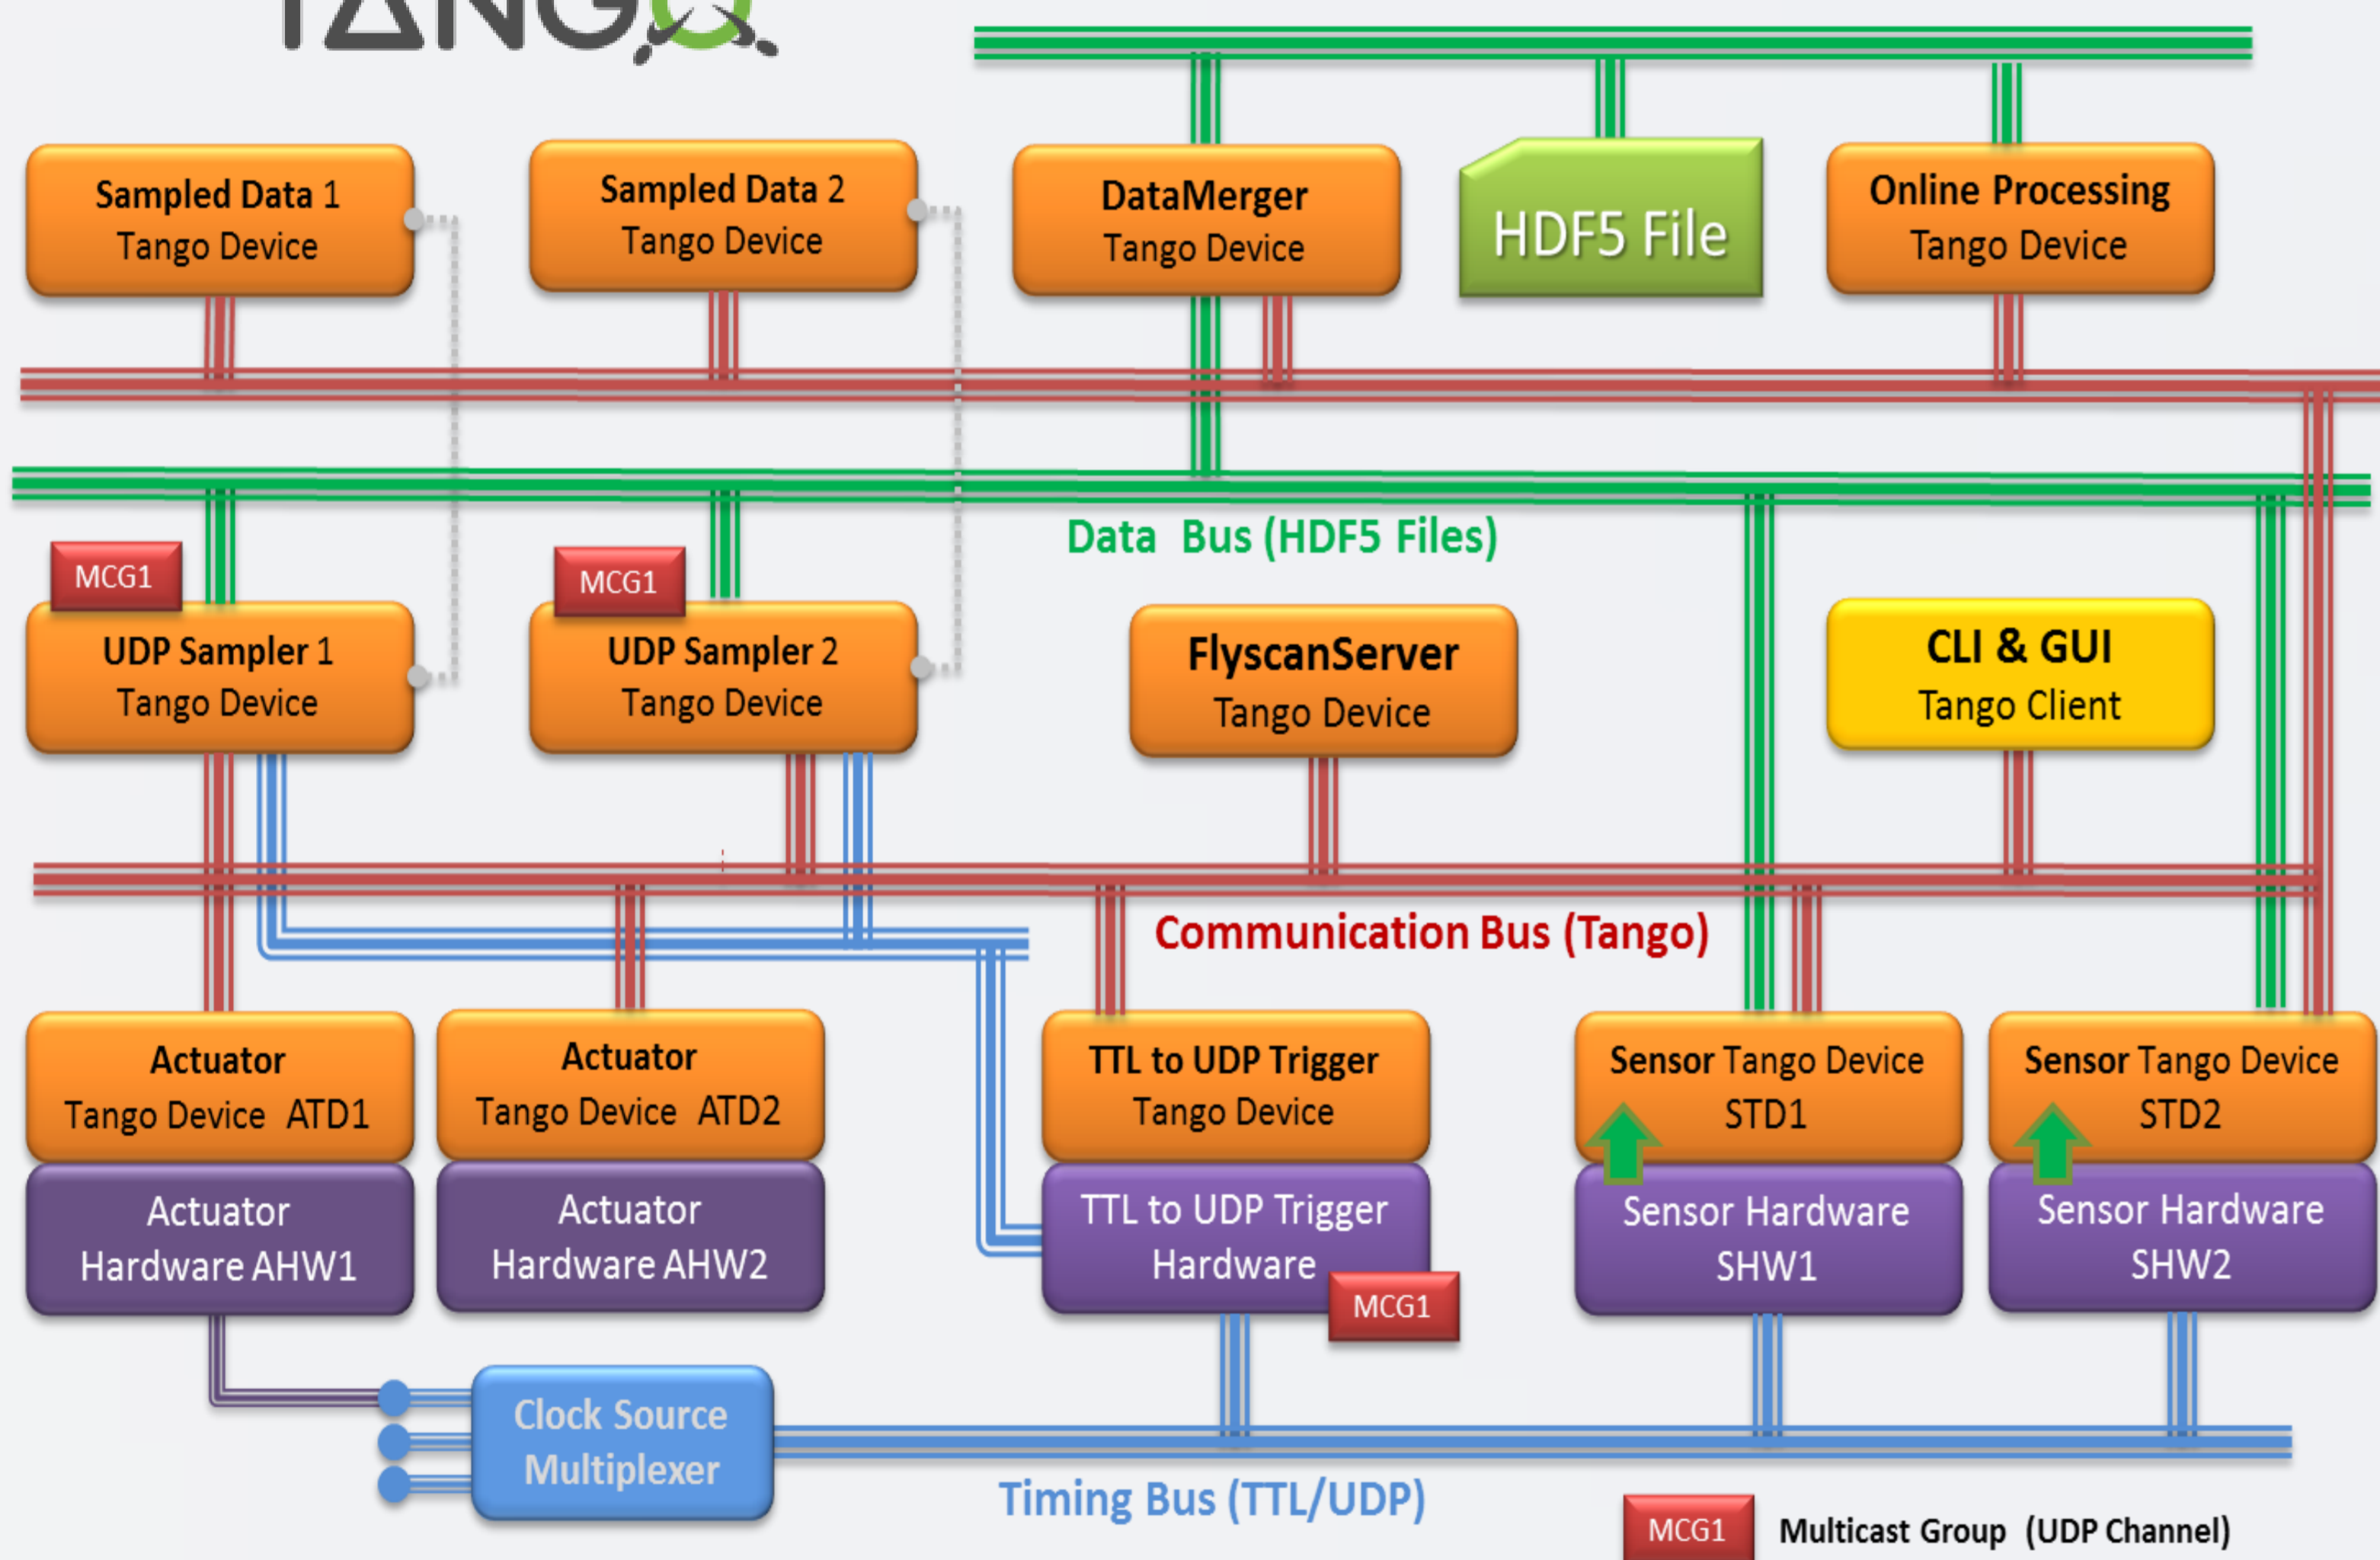 TANGO
Sampled Data 1
Tango Device
Sampled Data 2
Tango Device
DataMerger
Tango Device
HDF5 File
Online Processing
Tango Device
Data Bus (HDF5 Files)
MCG1
UDP Sampler 1
Tango Device
MCG1
UDP Sampler 2
Tango Device
FlyscanServer
Tango Device
CLI & GUI
Tango Client
Communication Bus (Tango)
Actuator
Tango Device ATD1
Actuator
Hardware AHW1
Actuator
Tango Device ATD2
Actuator
Hardware AHW2
TTL to UDP Trigger
Tango Device
TTL to UDP Trigger
Hardware
MCG1
Sensor Tango Device
STD1
Sensor Hardware
SHW1
Sensor Tango Device
STD2
Sensor Hardware
SHW2
Clock Source
Multiplexer
Timing Bus (TTL/UDP)
MCG1
Multicast Group (UDP Channel)